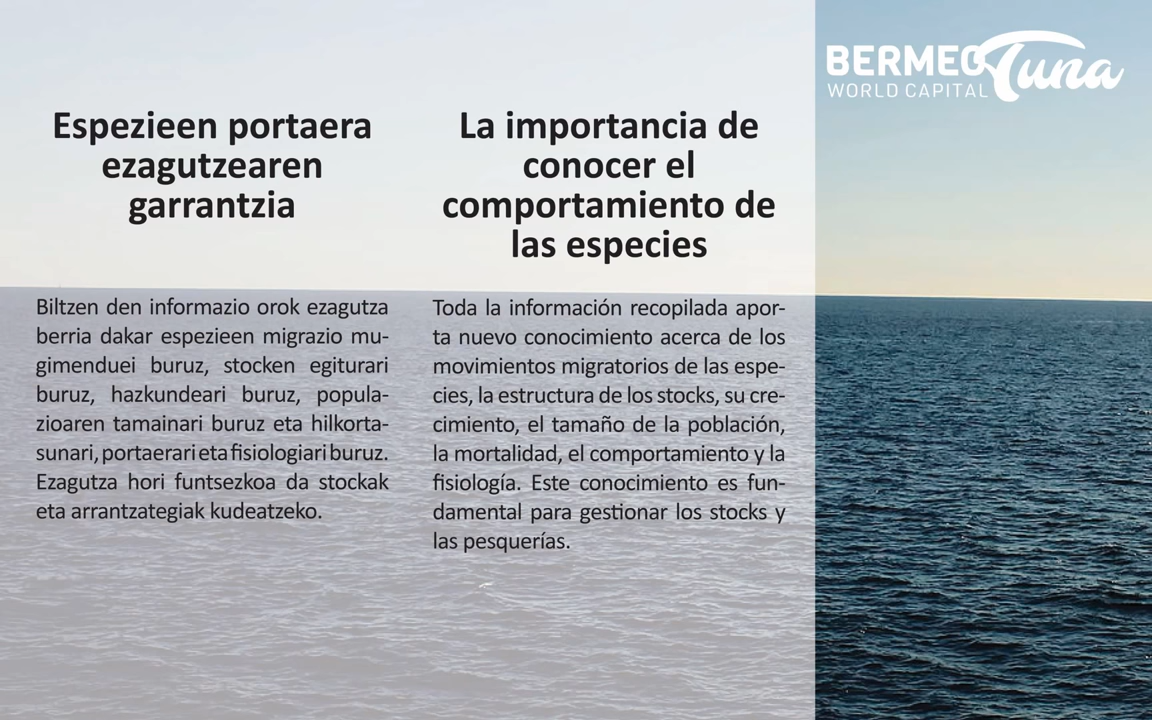 BERMEO Tuna
WORLD CAPITAL
Espezieen portaera
ezagutzearen
garrantzia
Biltzen den informazio orok ezagutza
berria dakar espezieen migrazio mu-
gimenduei buruz, stocken egiturari
buruz, hazkundeari buruz, popula-
zioaren tamainari buruz eta hilkorta-
sunari, portaerari eta fisiologiari buruz.
Ezagutza hori funtsezkoa da stockak
eta arrantzategiak kudeatzeko.
La importancia de
conocer el
comportamiento de
las especies
Toda la información recopilada apor-
ta nuevo conocimiento acerca de los
movimientos migratorios de las espe-
cies, la estructura de los stocks, su cre-
cimiento, el tamaño de la población,
la mortalidad, el comportamiento y la
fisiología. Este conocimiento es fun-
damental para gestionar los stocks y
las pesquerías.